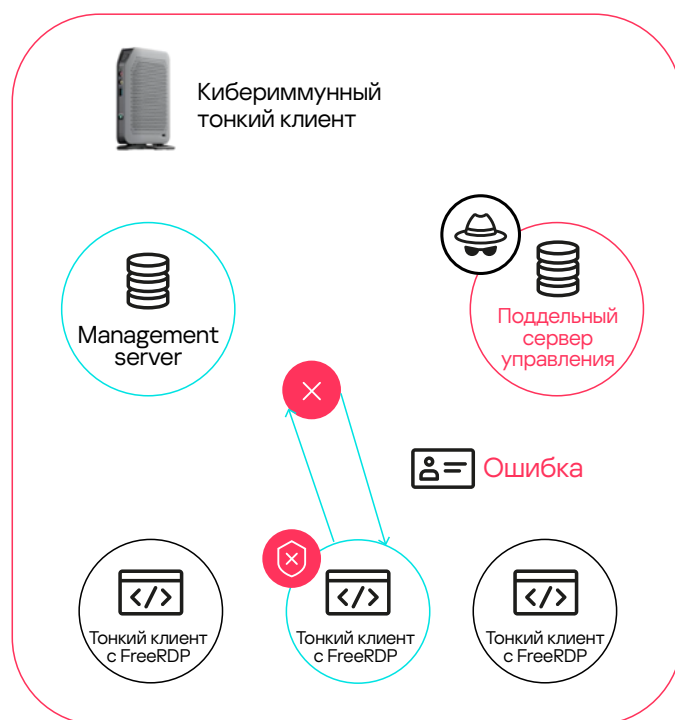 Кибериммунный
тонкий клиент
Management
server
Поддельный
сервер
управления
Ошибка
Тонкий клиент
с FreeRDP
Тонкий клиент
с FreeRDP
Тонкий клиент
с FreeRDP